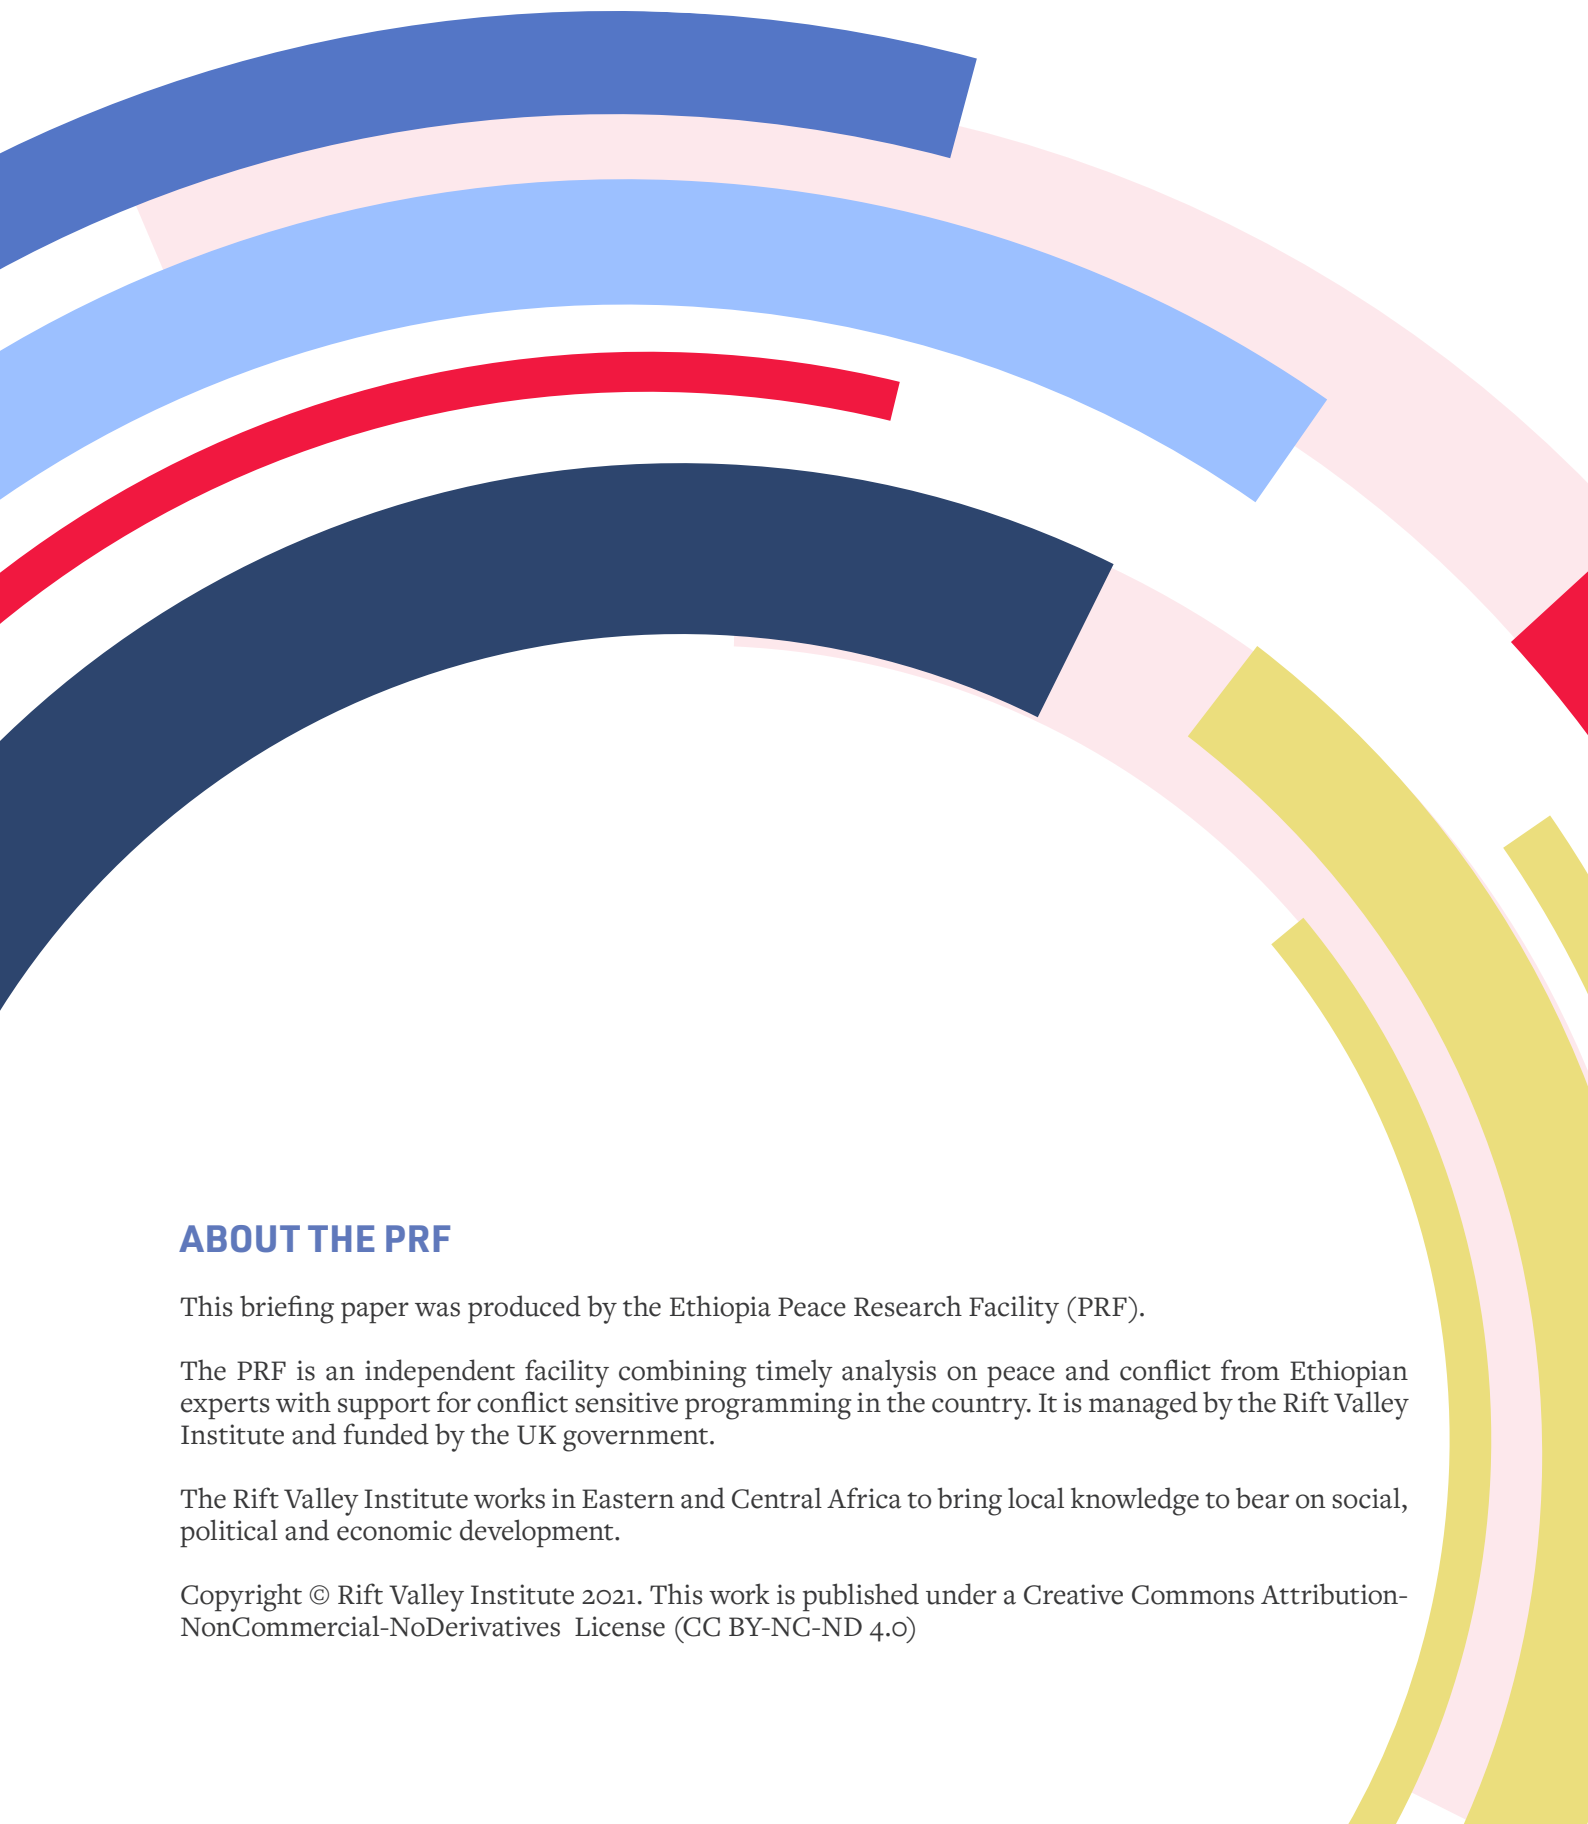 ABOUT THE PRF
This briefing paper was produced by the Ethiopia Peace Research Facility (PRF).
The PRF is an independent facility combining timely analysis on peace and conflict from Ethiopian
experts with support for conflict sensitive programming in the country. It is managed by the Rift Valley
Institute and funded by the UK government.
The Rift Valley Institute works in Eastern and Central Africa to bring local knowledge to bear on social,
political and economic development.
Copyright © Rift Valley Institute 2021. This work is published under a Creative Commons Attribution-
NonCommercial-NoDerivatives License (CC BY-NC-ND 4.0)